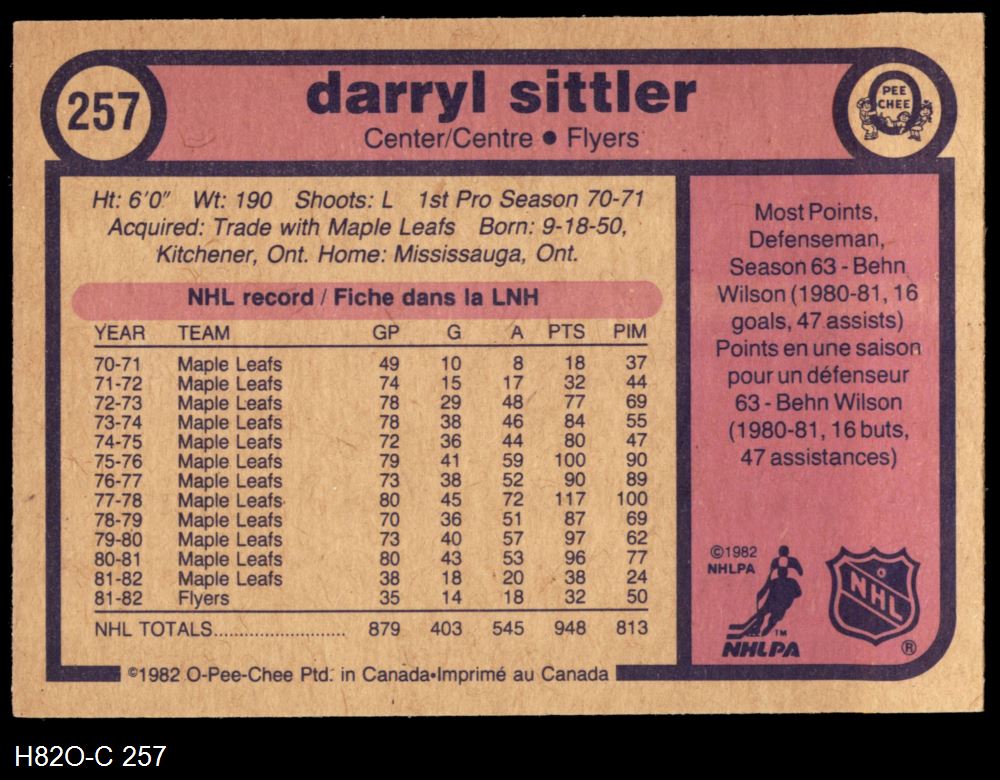 257
darryl sittler
Center/Centre • Flyers
PEE
CHEE
Ht: 6'0" Wt: 190 Shoots: L 1st Pro Season 70-71
Acquired: Trade with Maple Leafs Born: 9-18-50,
Kitchener, Ont. Home: Mississauga, Ont.
NHL record / Fiche dans la LNH
YEAR TEAM GP G A PTS PIM
70-71 Maple Leafs 49 10 8 18 37
71-72 Maple Leafs 74 15 17 32 44
72-73 Maple Leafs 78 29 48 77 69
73-74 Maple Leafs 78 38 46 84 55
74-75 Maple Leafs 72 36 44 80 47
75-76 Maple Leafs 79 41 59 100 90
76-77 Maple Leafs 73 38 52 90 89
77-78 Maple Leafs 80 45 72 117 100
78-79 Maple Leafs 70 36 51 87 69
79-80 Maple Leafs 73 40 57 97 62
80-81 Maple Leafs 80 43 53 96 77
81-82 Maple Leafs 38 18 20 38 24
81-82 Flyers 35 14 18 32 50
NHL TOTALS........................ 879 403 545 948 813
©1982 O-Pee-Chee Ptd. in Canada•Imprimé au Canada
Most Points,
Defenseman,
Season 63 - Behn
Wilson (1980-81, 16
goals, 47 assists)
Points en une saison
pour un défenseur
63 - Behn Wilson
(1980-81, 16 buts,
47 assistances)
©1982
NHLPA
TM
NHLPA
NHL
®
H82O-C 257